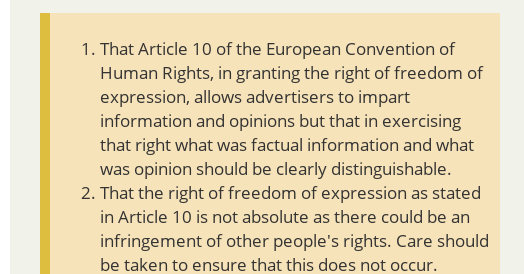 1. That Article 10 of the European Convention of
Human Rights, in granting the right of freedom of
expression, allows advertisers to impart
information and opinions but that in exercising
that right what was factual information and what
was opinion should be clearly distinguishable.
2. That the right of freedom of expression as stated
in Article 10 is not absolute as there could be an
infringement of other people's rights. Care should
be taken to ensure that this does not occur.